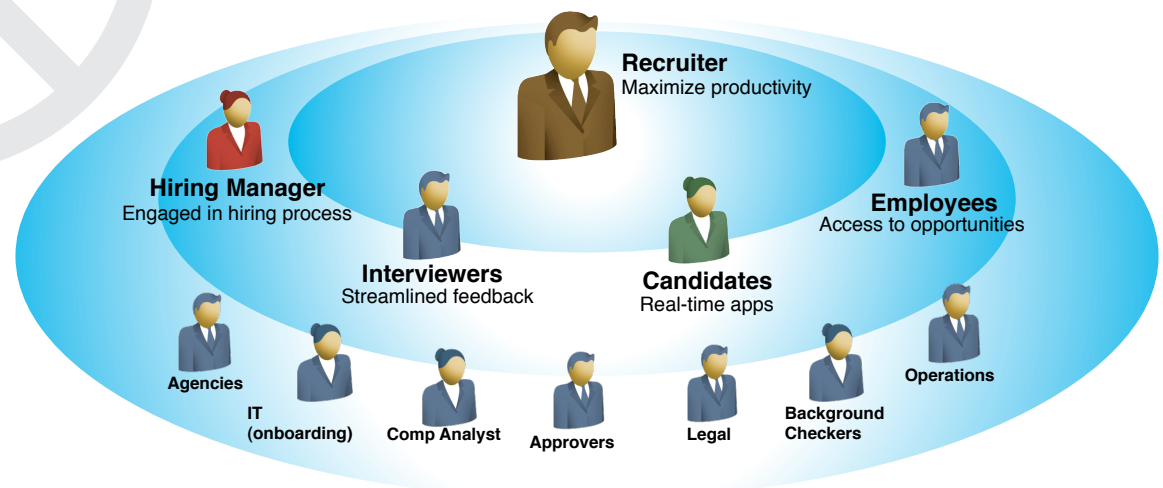 Recruiter
Maximize productivity
Hiring Manager
Engaged in hiring process
Employees
Access to opportunities
Interviewers
Streamlined feedback
Candidates
Real-time apps
Agencies
IT
(onboarding)
Comp Analyst
Approvers
Legal
Background
Checkers
Operations